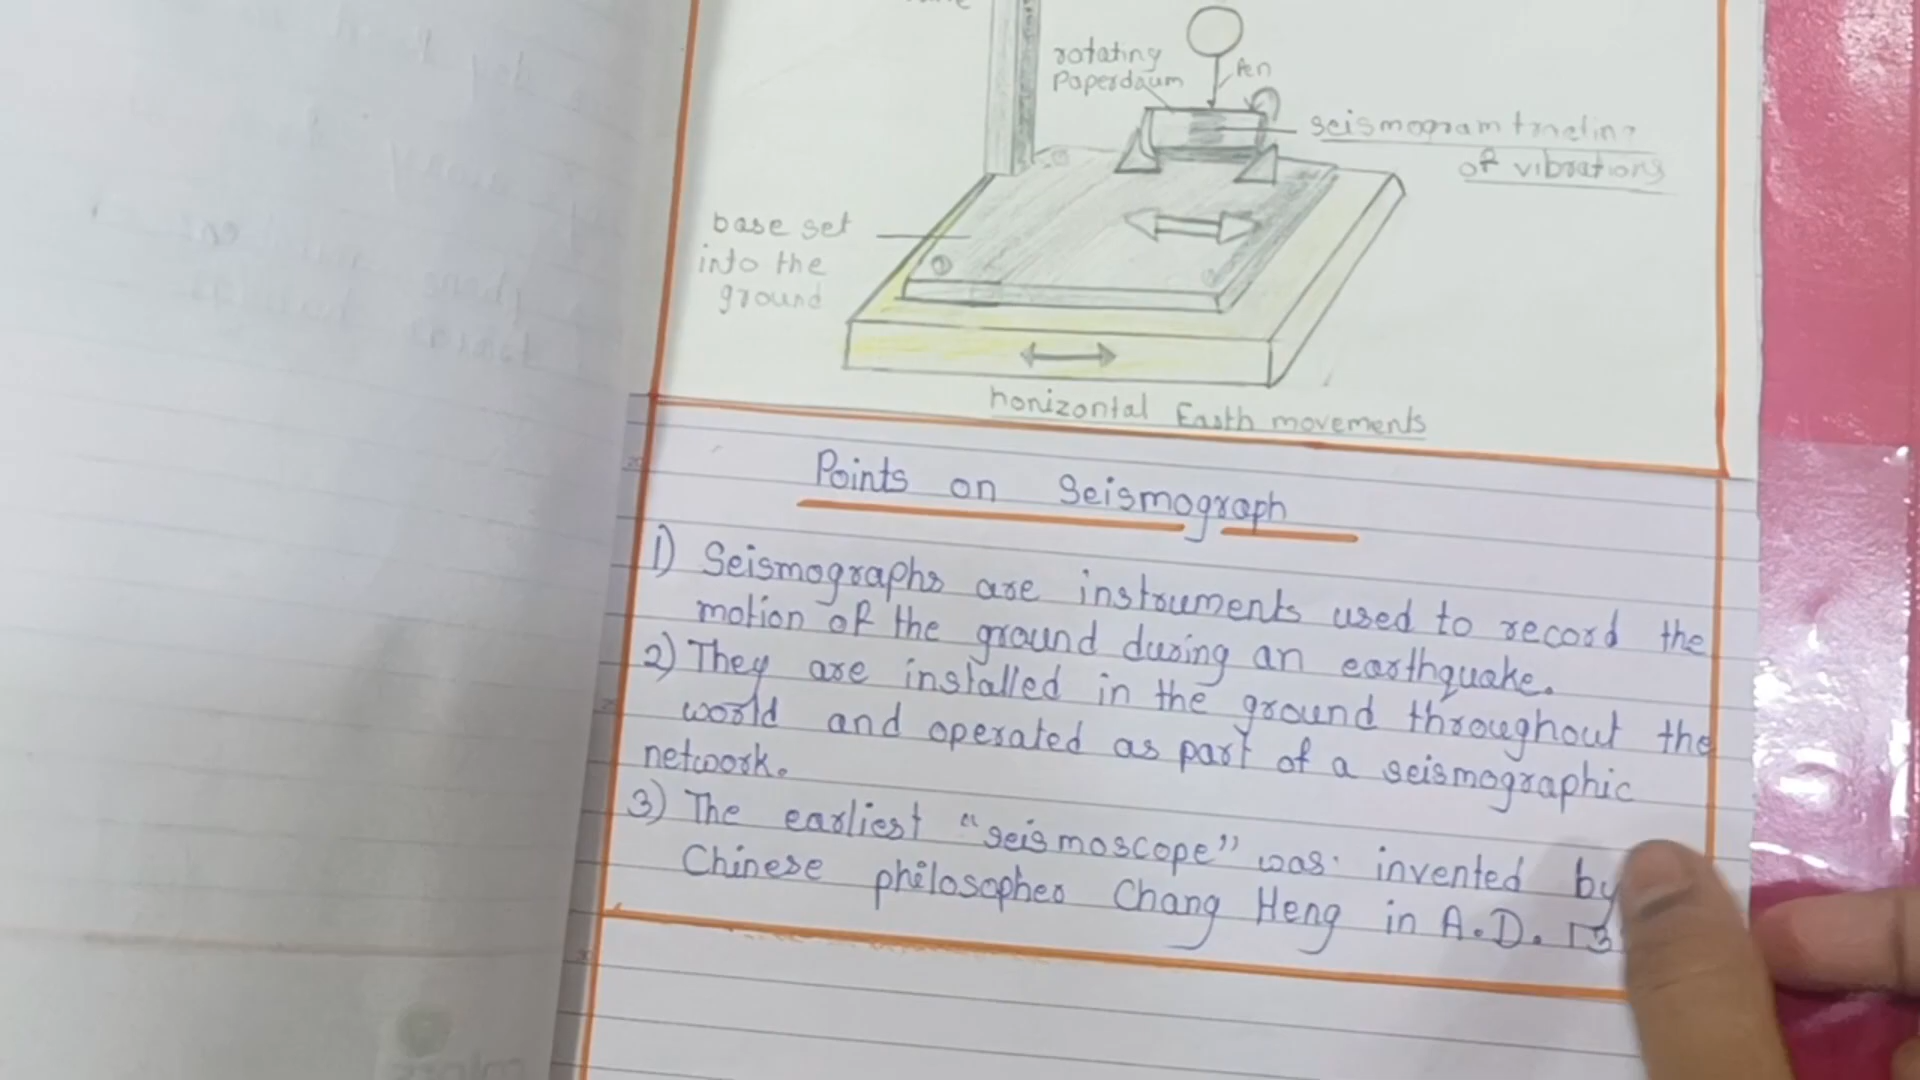 rotating
Paperdrum
Pen
seismogram tracling
of vibrations
base set
into the
ground
horizontal Earth movements
Points on Seismograph
1) Seismographs are instruments used to record the
motion of the ground during an earthquake.
2) They are installed in the ground throughout the
world and operated as part of a seismographic
network.
3) The earliest "seismoscope" was invented by
Chinese philosopher Chang Heng in A.D. 13